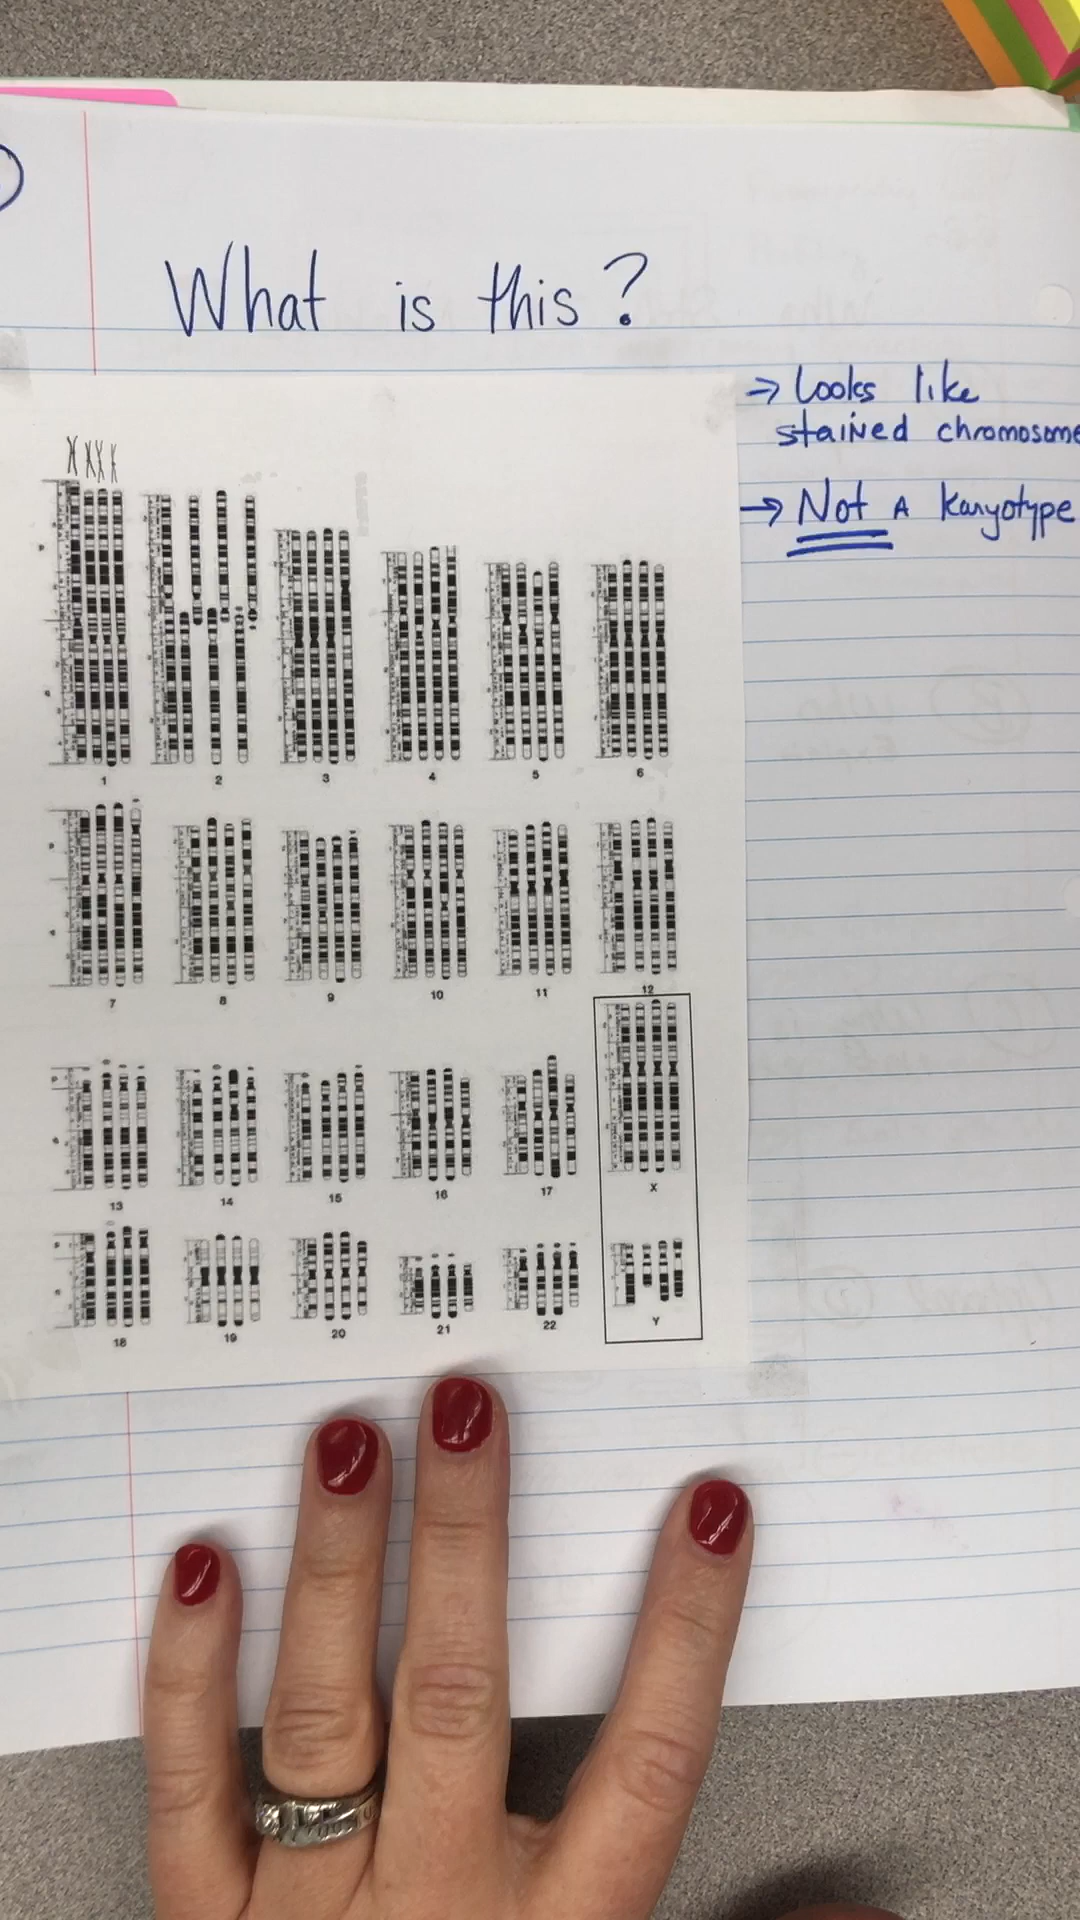 What is this?
→ Looks like
stained chromosome
→ Not A Karyotype
1 2 3 4 5 6
7 8 9 10 11 12
13 14 15 16 17 X
18 19 20 21 22 Y